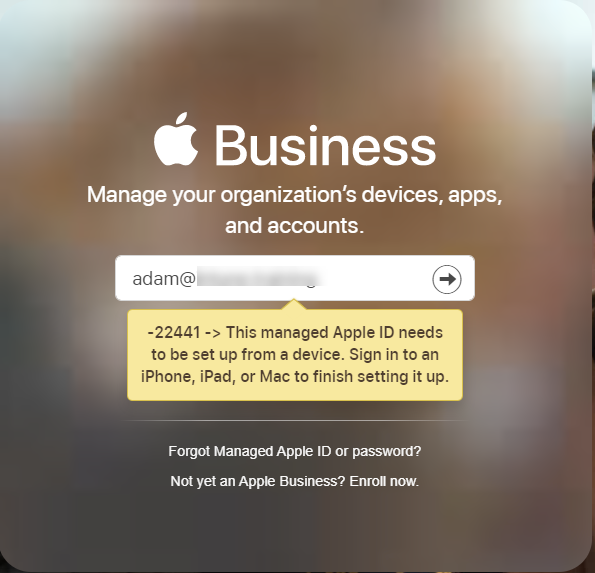 Business
Manage your organization's devices, apps,
and accounts.
adam@
-22441 -> This managed Apple ID needs
to be set up from a device. Sign in to an
iPhone, iPad, or Mac to finish setting it up.
Forgot Managed Apple ID or password?
Not yet an Apple Business? Enroll now.